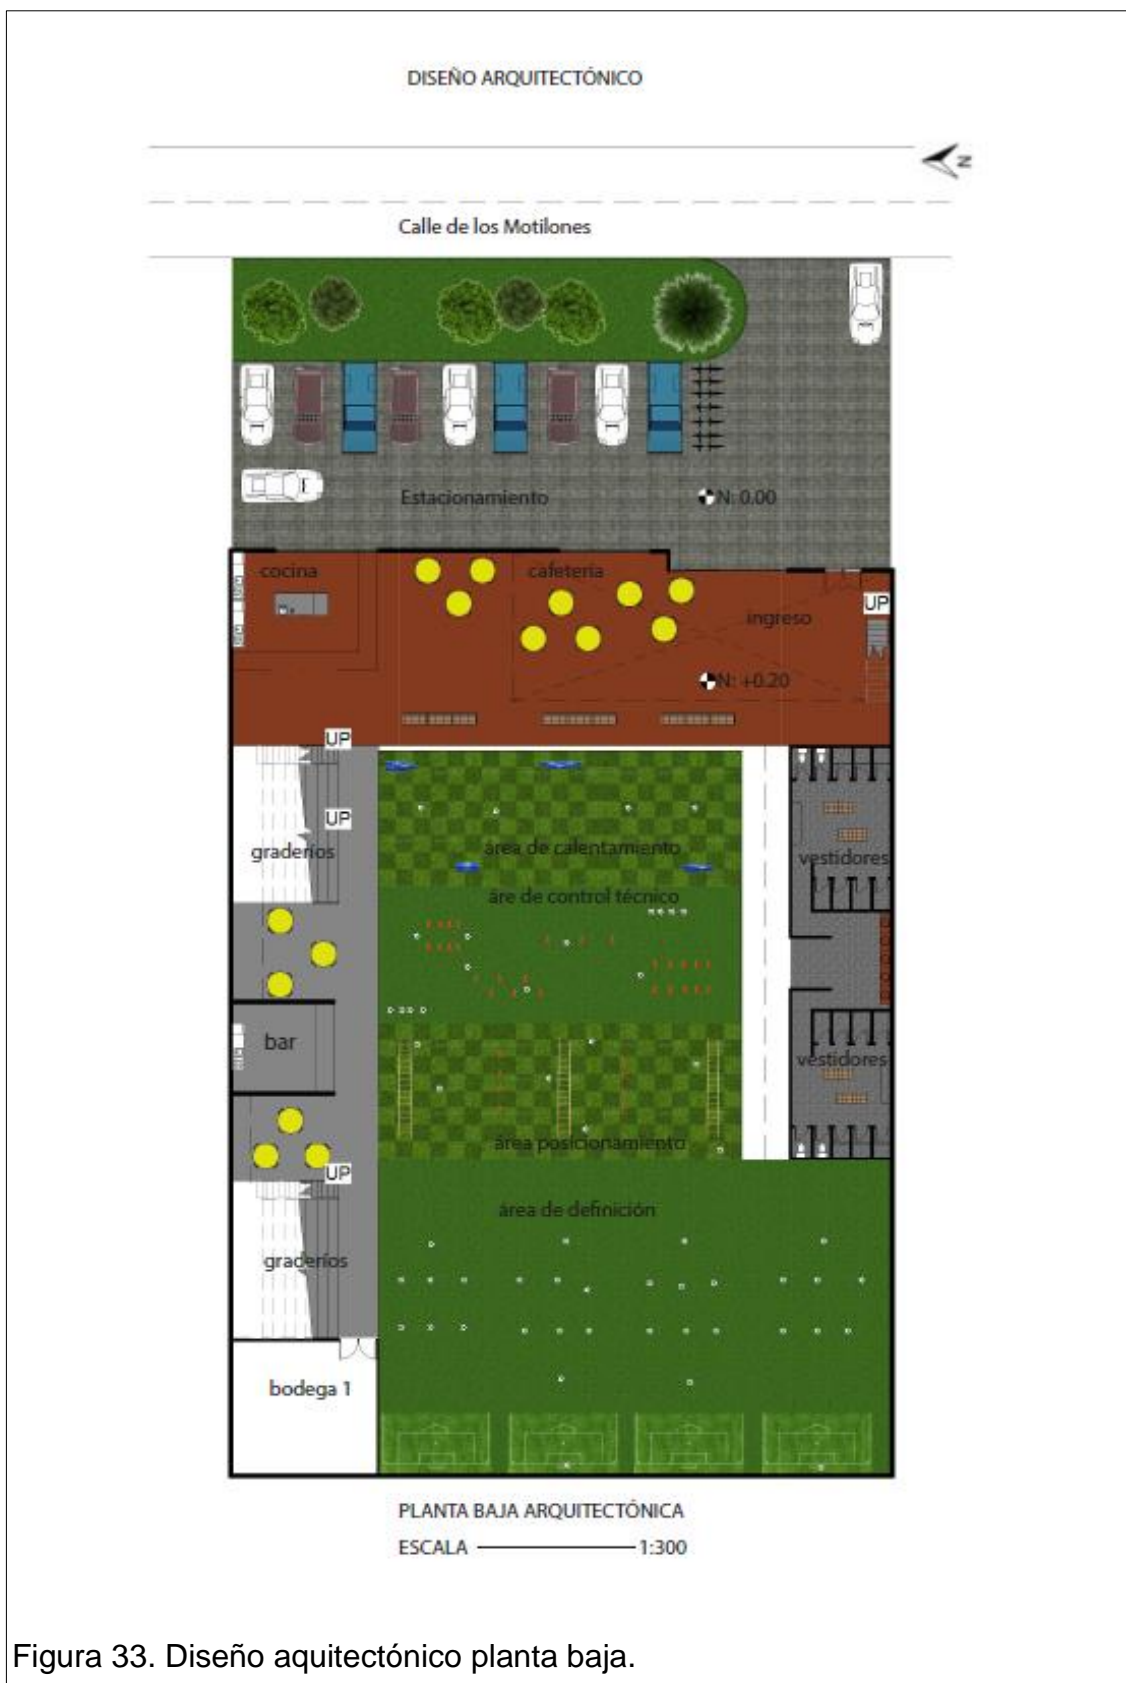 DISEÑO ARQUITECTÓNICO
N
Calle de los Motilones
Estacionamiento
N: 0.00
cocina
cafetería
ingreso
UP
N: +0.20
UP
UP
graderíos
área de calentamiento
vestidores
áre de control técnico
bar
vestidores
área posicionamiento
UP
área de definición
graderíos
bodega 1
PLANTA BAJA ARQUITECTÓNICA
ESCALA 1:300
Figura 33. Diseño aquitectónico planta baja.